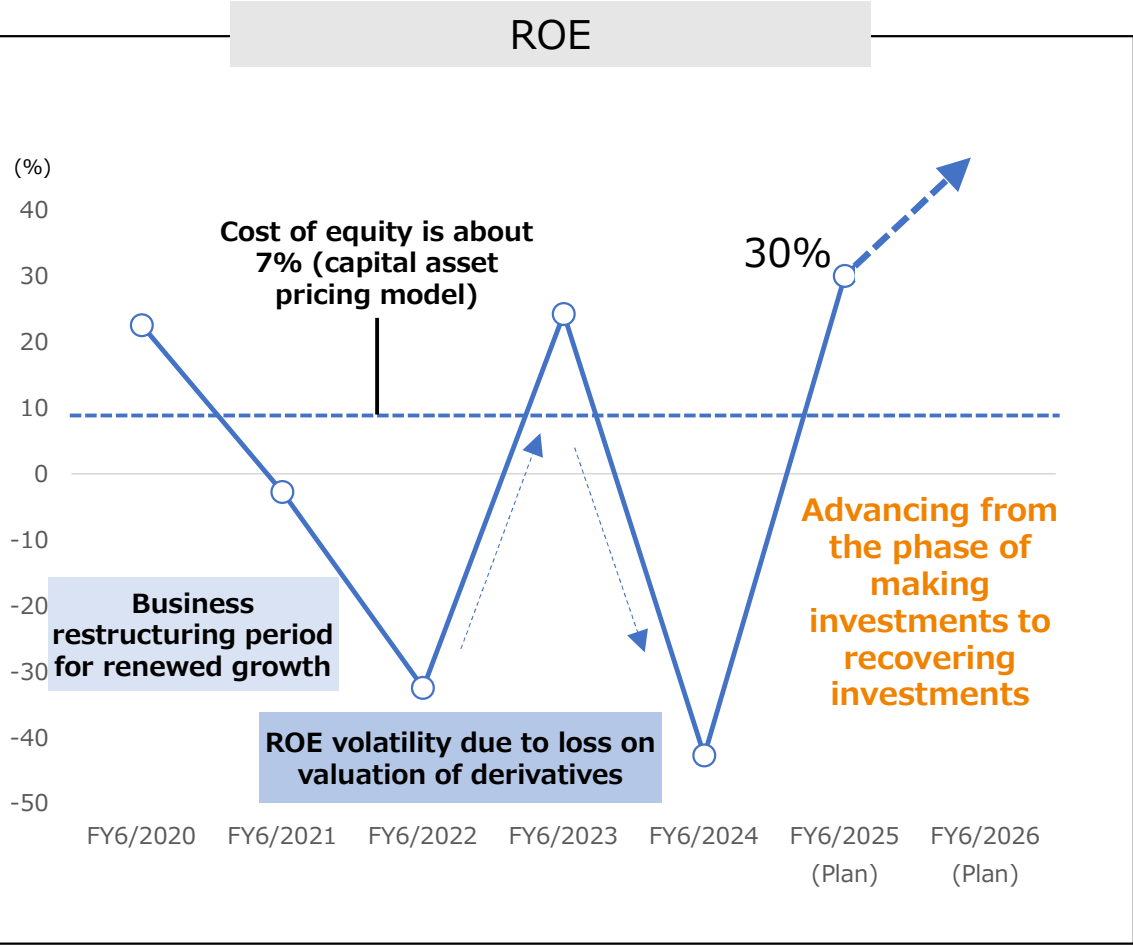 ROE
(%)
40
30
20
10
0
-10
-20
-30
-40
-50
Cost of equity is about
7% (capital asset
pricing model)
30%
Business
restructuring period
for renewed growth
ROE volatility due to loss on
valuation of derivatives
Advancing from
the phase of
making
investments to
recovering
investments
FY6/2020
FY6/2021
FY6/2022
FY6/2023
FY6/2024
FY6/2025
(Plan)
FY6/2026
(Plan)